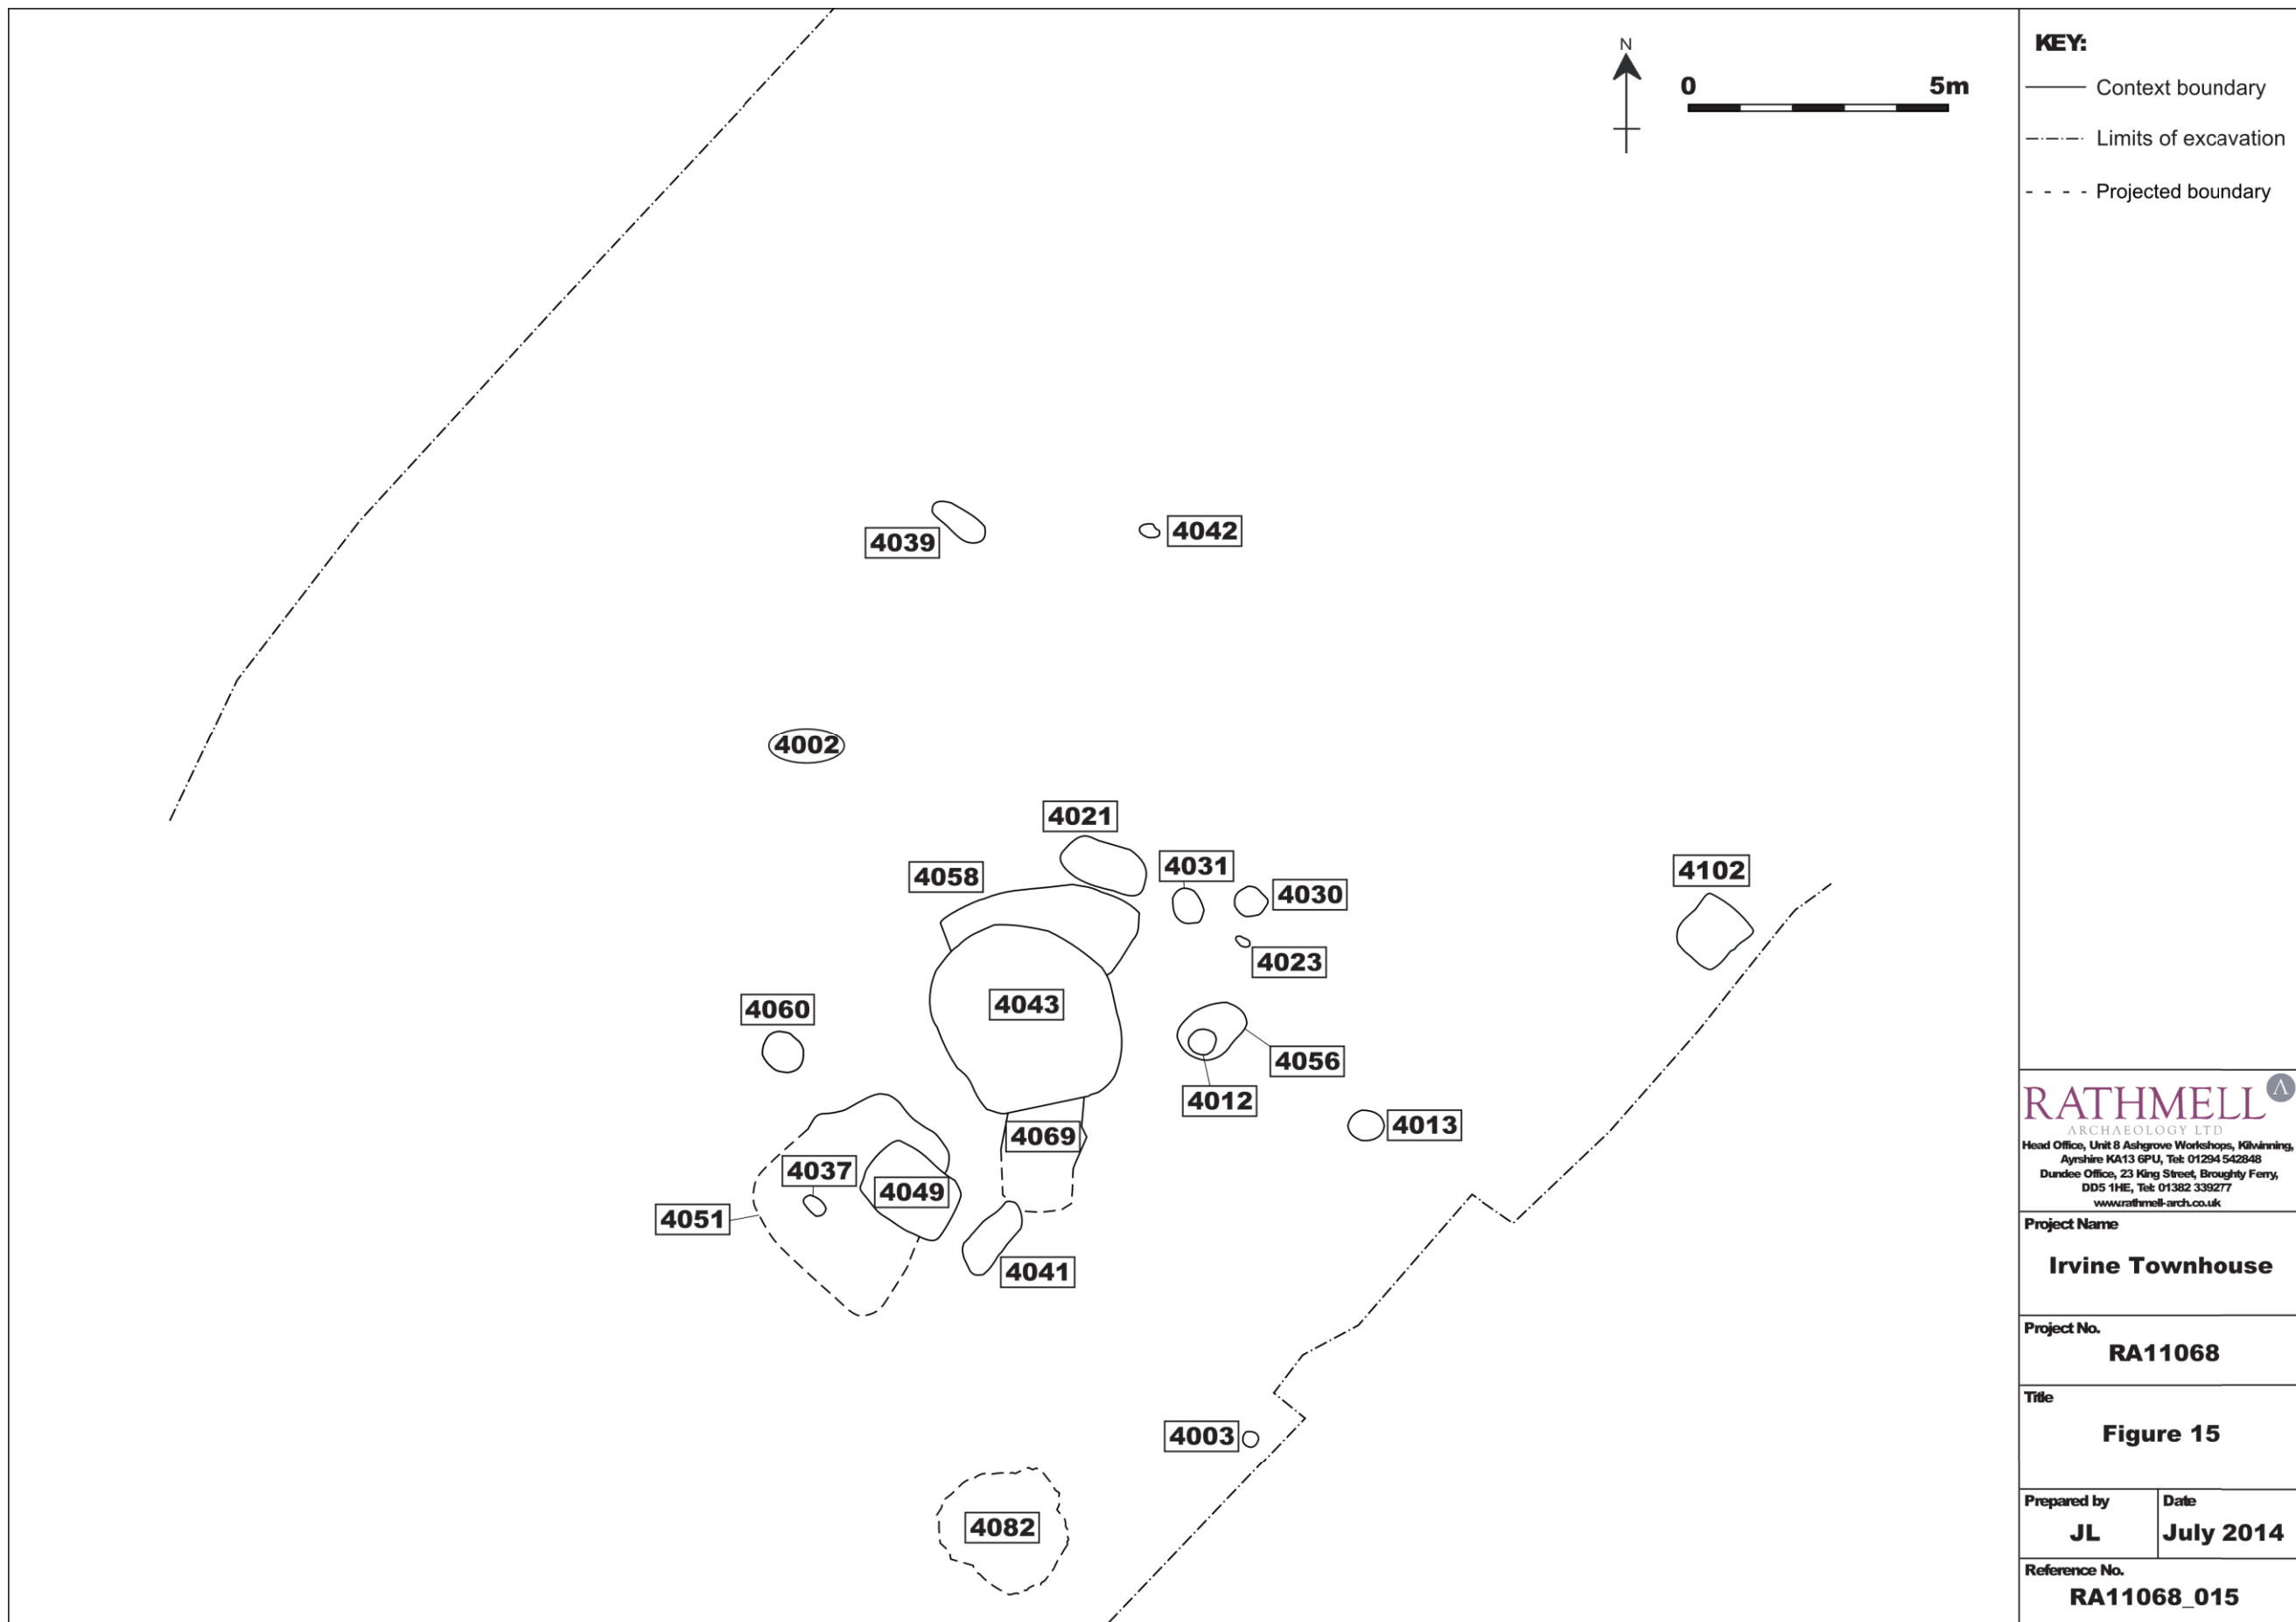 N
0 5m
4039
4042
4002
4021
4031
4058
4030
4102
4023
4043
4060
4056
4012
4013
4069
4037
4049
4051
4041
4003
4082
KEY:
Context boundary
Limits of excavation
Projected boundary
RATHMELL
ARCHAEOLOGY LTD
Head Office, Unit 8 Ashgrove Workshops, Kilwinning,
Ayrshire KA13 6PU, Tel: 01294 542848
Dundee Office, 23 King Street, Broughty Ferry,
DD5 1HE, Tel: 01382 339277
www.rathmell-arch.co.uk
Project Name
Irvine Townhouse
Project No.
RA11068
Title
Figure 15
Prepared by
JL
Date
July 2014
Reference No.
RA11068_015